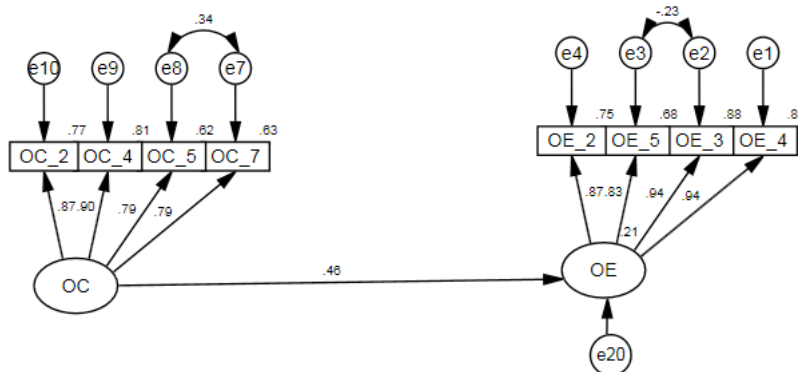 .34
-.23
e10 e9 e8 e7
e4 e3 e2 e1
.77 .81 .62 .63
.75 .68 .88 .8
OC_2 OC_4 OC_5 OC_7
OE_2 OE_5 OE_3 OE_4
.87 .90 .79 .79
.87 .83 .94 .94
.21
OC
.46
OE
e20